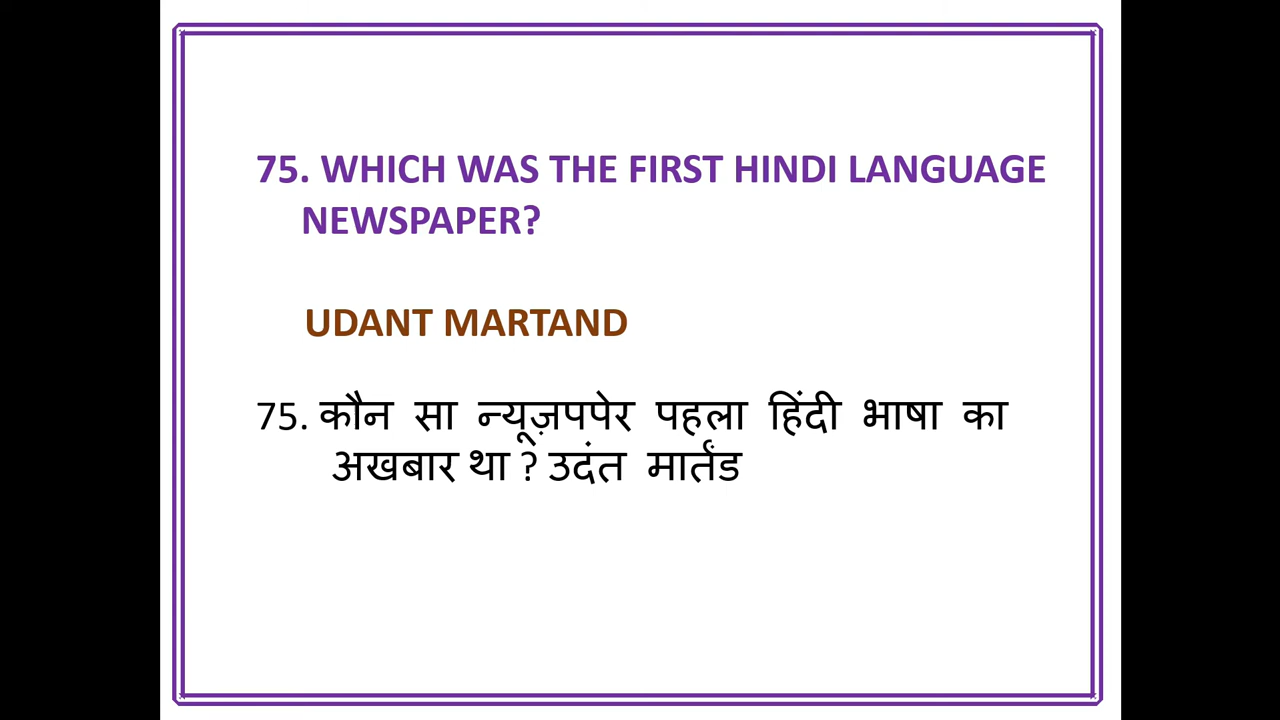 75. WHICH WAS THE FIRST HINDI LANGUAGE
NEWSPAPER?
UDANT MARTAND
75. कौन सा न्यूज़पपेर पहला हिंदी भाषा का
अखबार था ? उदंत मार्तंड